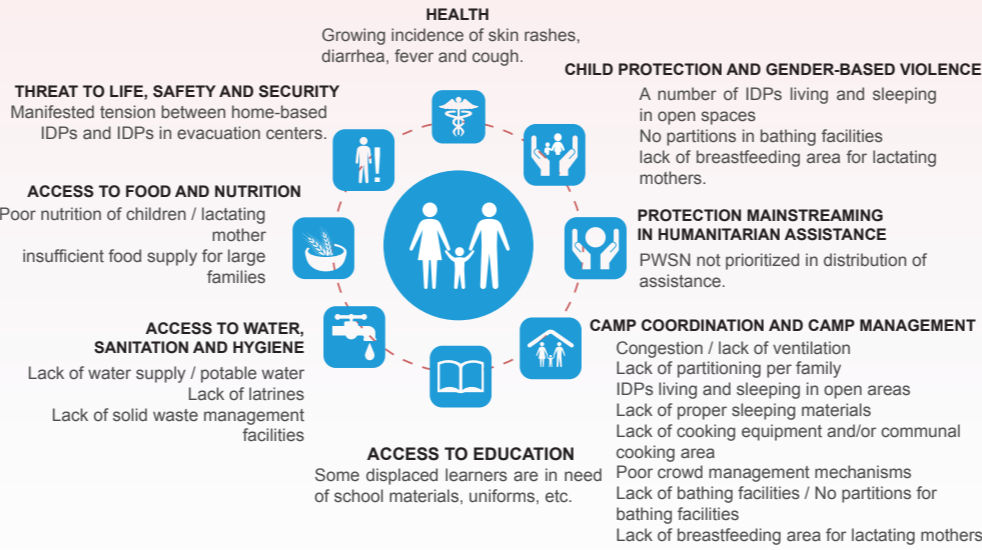 HEALTH
Growing incidence of skin rashes,
diarrhea, fever and cough.
CHILD PROTECTION AND GENDER-BASED VIOLENCE
A number of IDPs living and sleeping
in open spaces
No partitions in bathing facilities
lack of breastfeeding area for lactating
mothers.
THREAT TO LIFE, SAFETY AND SECURITY
Manifested tension between home-based
IDPs and IDPs in evacuation centers.
ACCESS TO FOOD AND NUTRITION
Poor nutrition of children / lactating
mother
insufficient food supply for large
families
PROTECTION MAINSTREAMING
IN HUMANITARIAN ASSISTANCE
PWSN not prioritized in distribution of
assistance.
ACCESS TO WATER,
SANITATION AND HYGIENE
Lack of water supply / potable water
Lack of latrines
Lack of solid waste management
facilities
CAMP COORDINATION AND CAMP MANAGEMENT
Congestion / lack of ventilation
Lack of partitioning per family
IDPs living and sleeping in open areas
Lack of proper sleeping materials
Lack of cooking equipment and/or communal
cooking area
Poor crowd management mechanisms
Lack of bathing facilities / No partitions for
bathing facilities
Lack of breastfeeding area for lactating mothers
ACCESS TO EDUCATION
Some displaced learners are in need
of school materials, uniforms, etc.